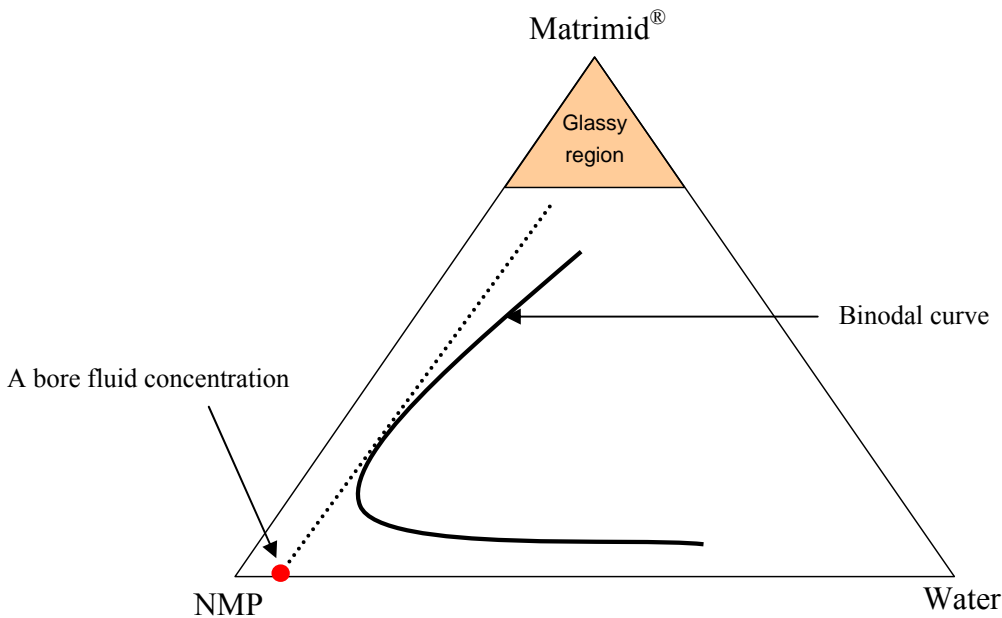 Matrimid®
Glassy
region
Binodal curve
A bore fluid concentration
NMP
Water